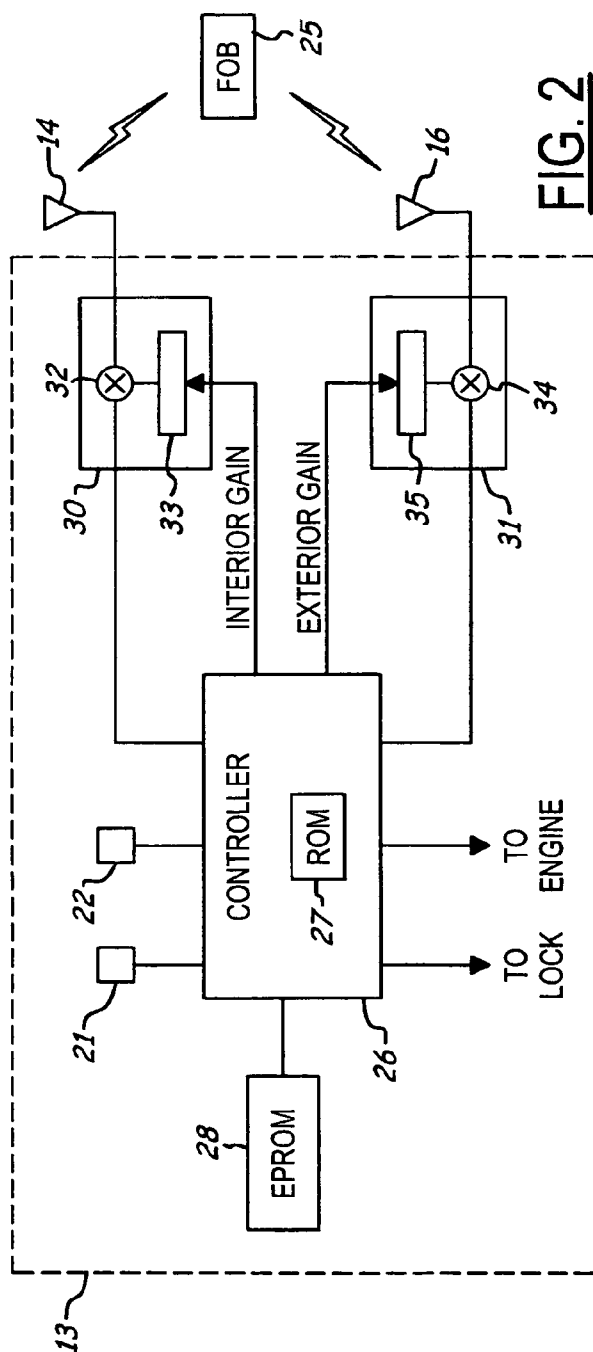 13
21
22
30
32
33
14
INTERIOR GAIN
FOB
25
EPROM
28
CONTROLLER
ROM
27
26
EXTERIOR GAIN
35
34
31
16
TO
LOCK
TO
ENGINE
FIG. 2